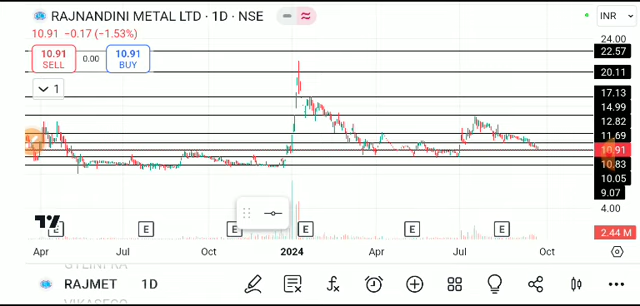 RAJNANDINI METAL LTD · 1D · NSE
INR
10.91 −0.17 (−1.53%)
10.91 SELL
0.00
10.91 BUY
1
24.00
22.57
20.11
17.13
14.99
12.82
11.69
10.91
10.83
10.05
9.07
4.00
2.44 M
E E E E E E
Apr Jul Oct 2024 Apr Jul Oct
RAJMET 1D